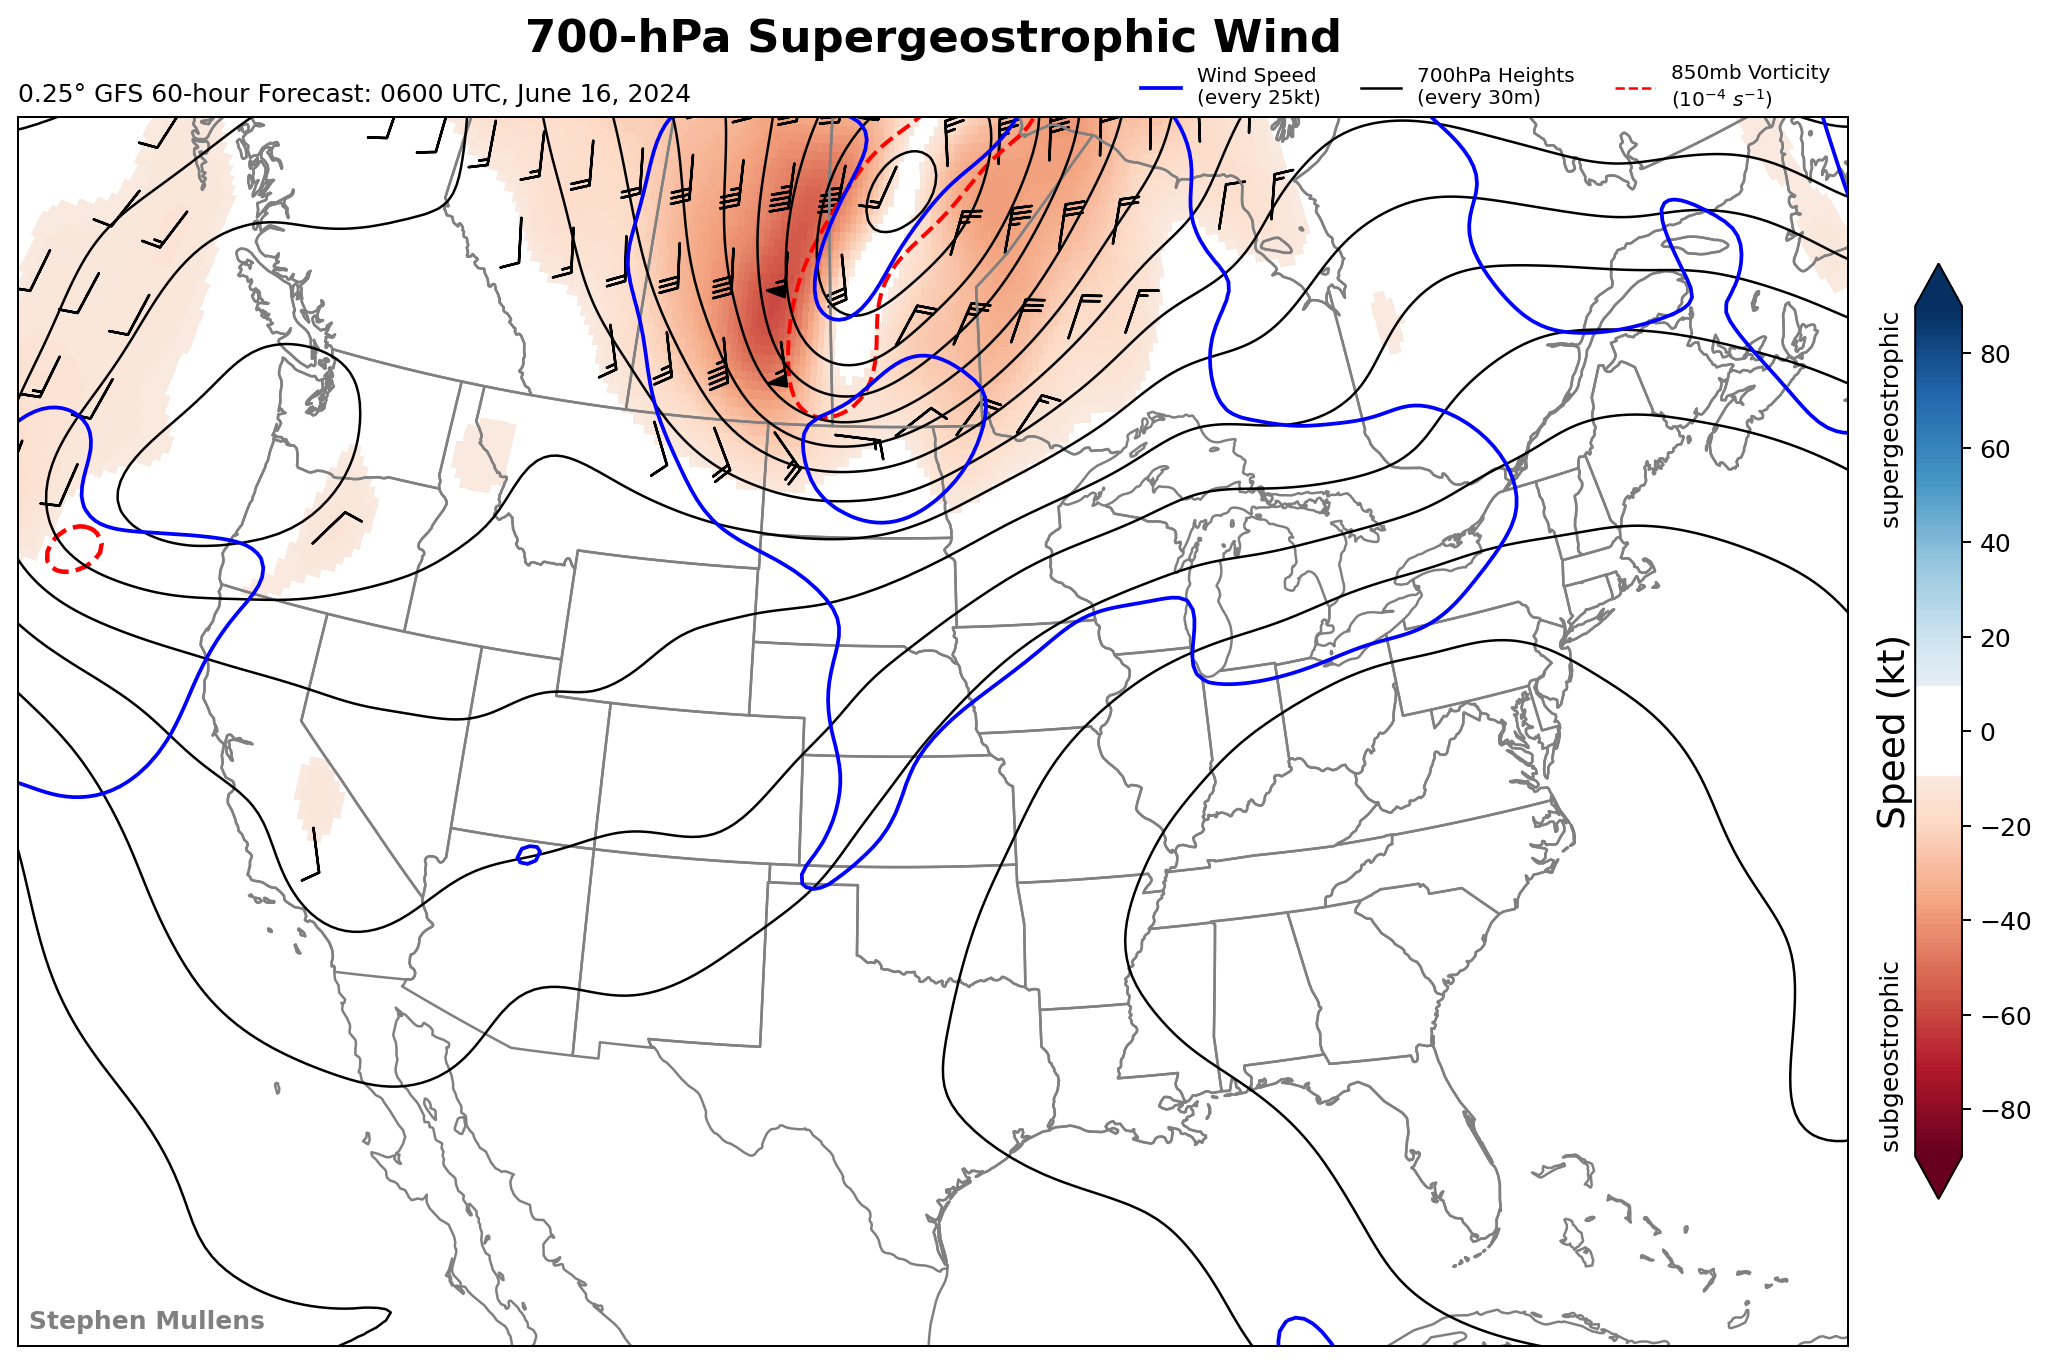 700-hPa Supergeostrophic Wind
0.25° GFS 60-hour Forecast: 0600 UTC, June 16, 2024
Wind Speed
(every 25kt)
700hPa Heights
(every 30m)
850mb Vorticity
(10⁻⁴ s⁻¹)
supergeostrophic
Speed (kt)
subgeostrophic
80
60
40
20
0
−20
−40
−60
−80
Stephen Mullens